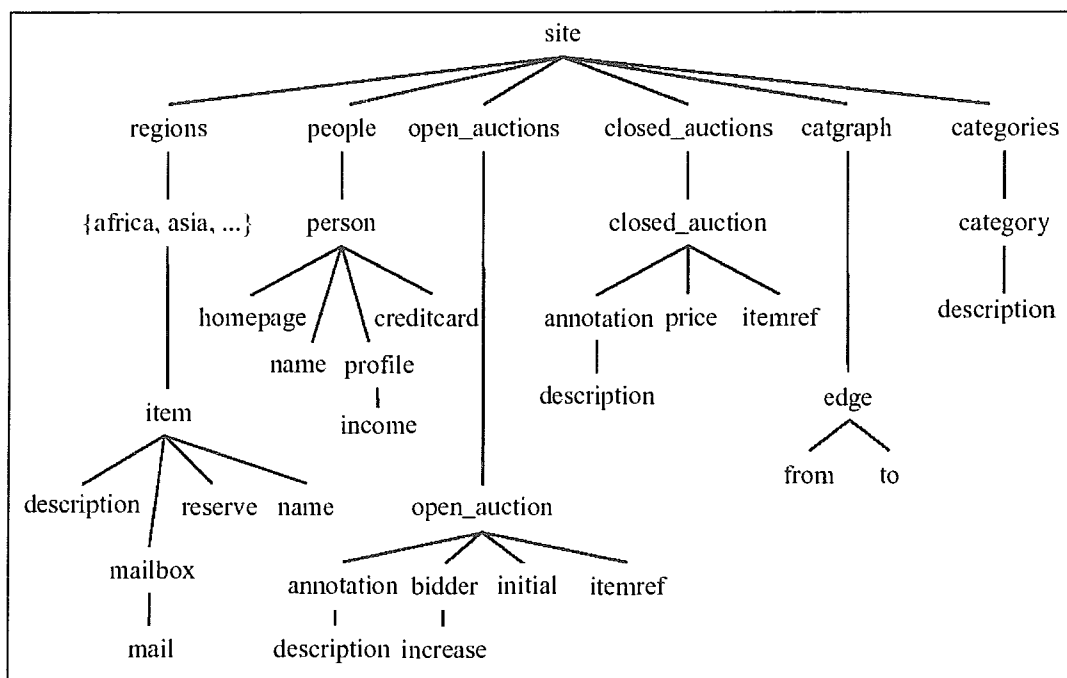 site
regions people open_auctions closed_auctions catgraph categories
{africa, asia, ...} person closed_auction category
homepage creditcard annotation price itemref description
name profile
description edge
item income
from to
description reserve name open_auction
mailbox annotation bidder initial itemref
mail description increase